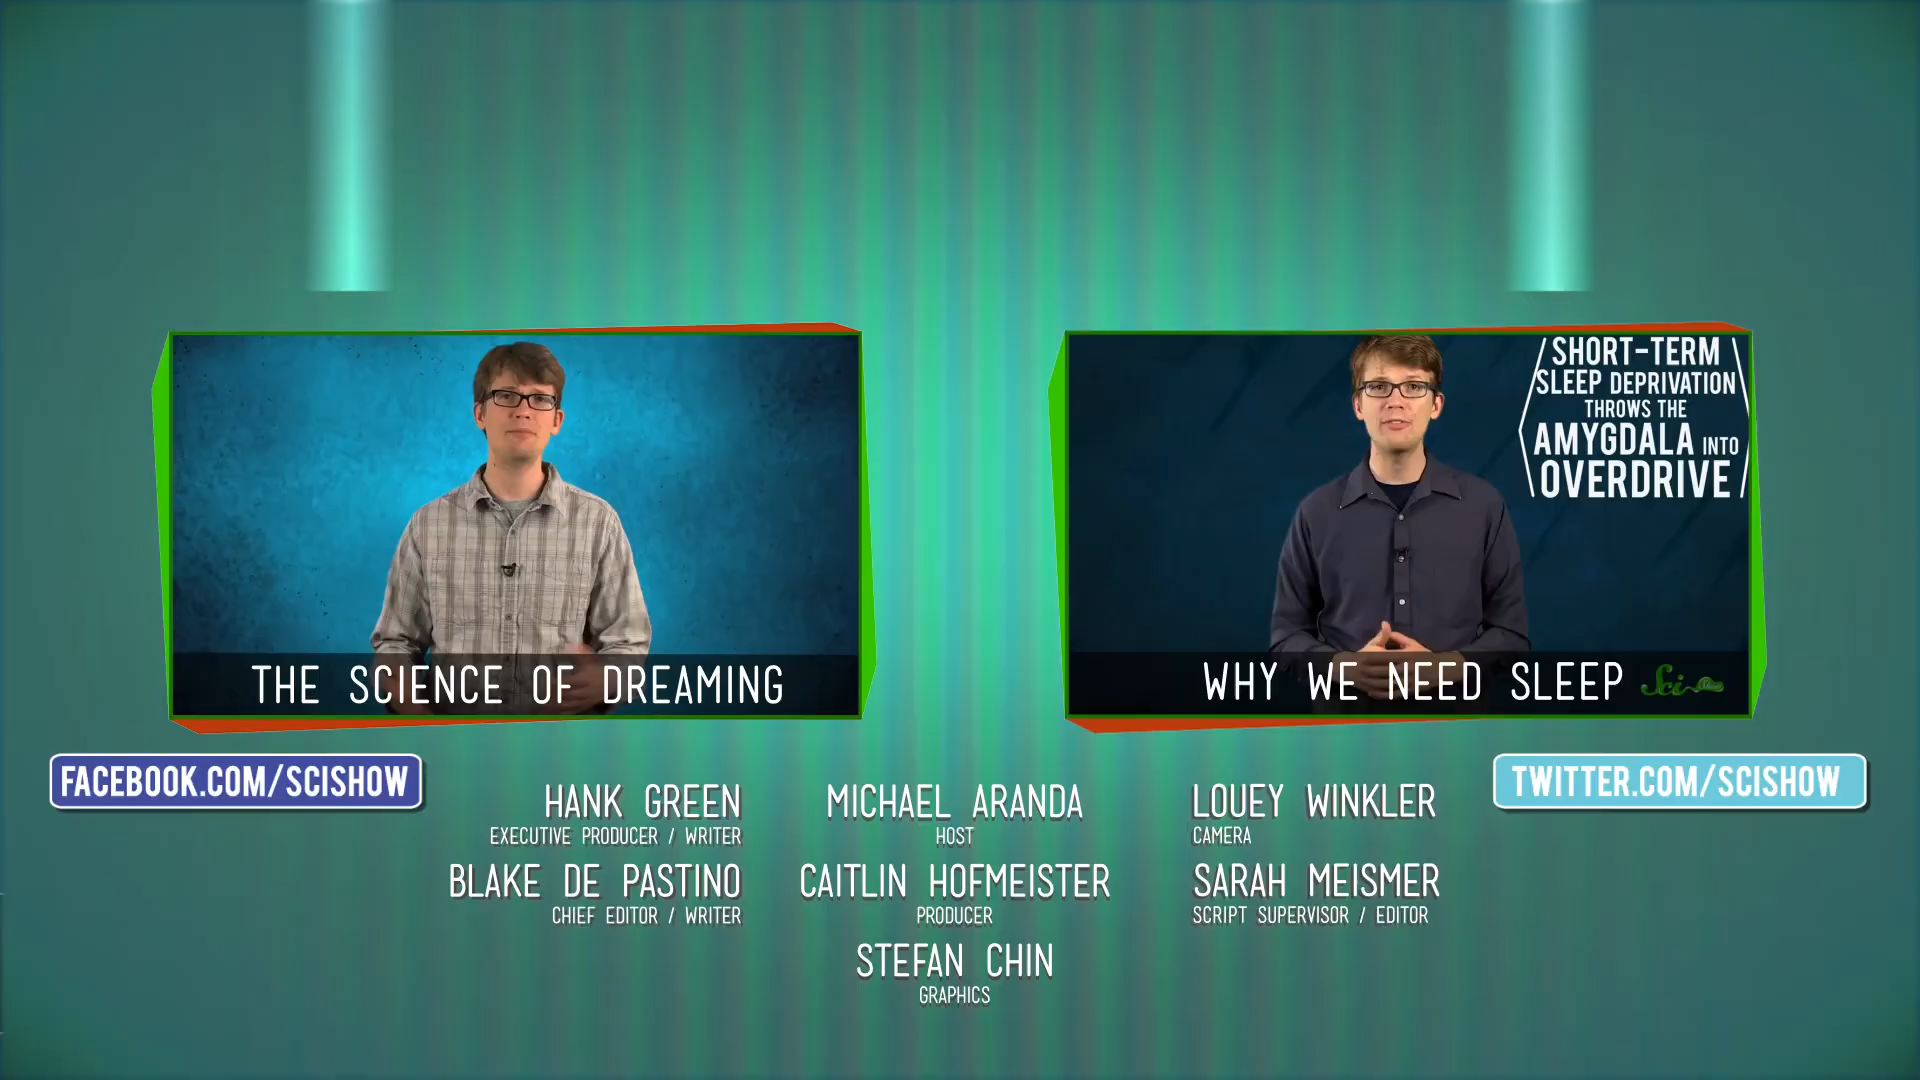 SHORT-TERM
SLEEP DEPRIVATION
THROWS THE
AMYGDALA INTO
OVERDRIVE
THE SCIENCE OF DREAMING
WHY WE NEED SLEEP
Sci
FACEBOOK.COM/SCISHOW
TWITTER.COM/SCISHOW
HANK GREEN
EXECUTIVE PRODUCER / WRITER
MICHAEL ARANDA
HOST
LOUEY WINKLER
CAMERA
BLAKE DE PASTINO
CHIEF EDITOR / WRITER
CAITLIN HOFMEISTER
PRODUCER
SARAH MEISMER
SCRIPT SUPERVISOR / EDITOR
STEFAN CHIN
GRAPHICS